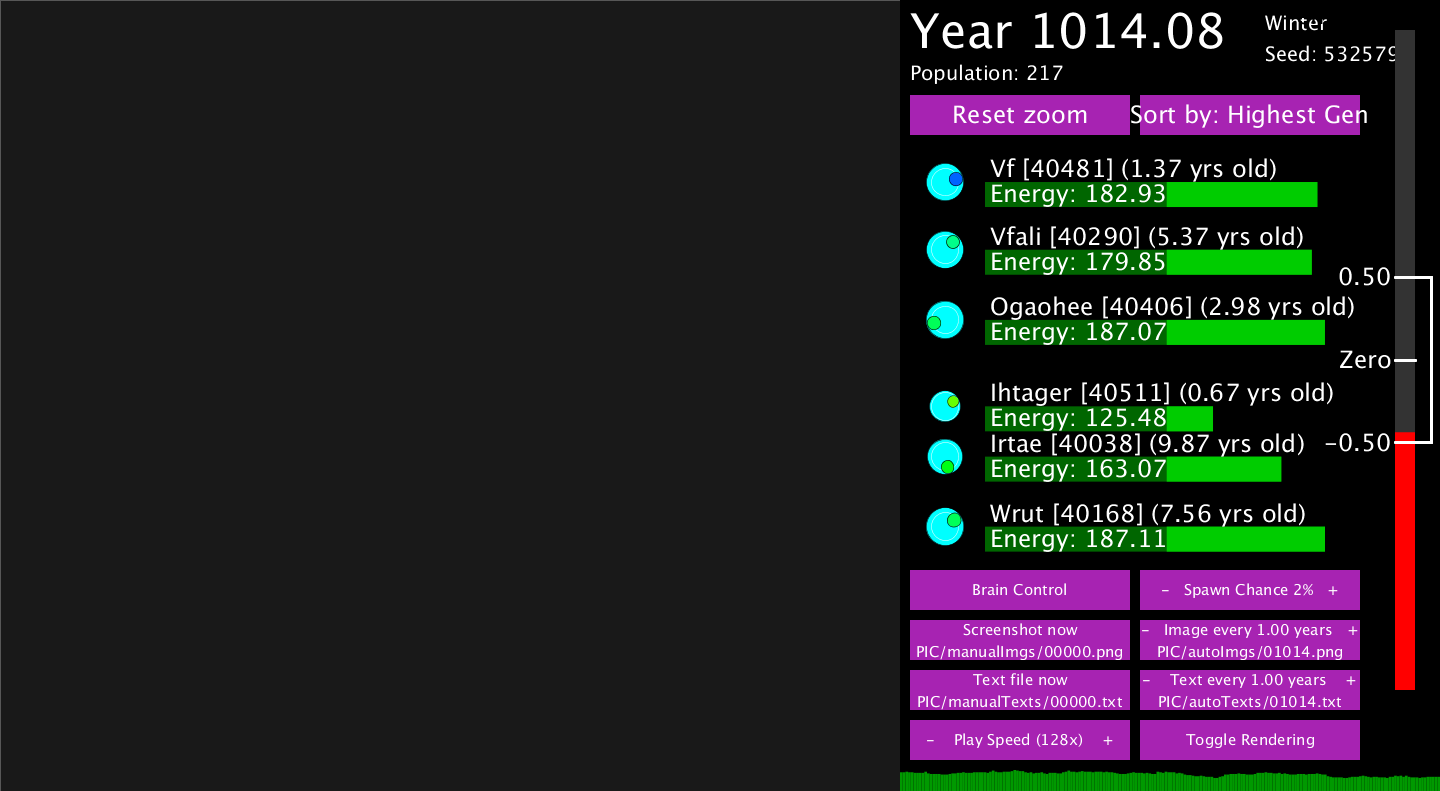 Year 1014.08
Winter
Seed: 532579
Population: 217
Reset zoom
Sort by: Highest Gen
Vf [40481] (1.37 yrs old)
Energy: 182.93
Vfali [40290] (5.37 yrs old)
Energy: 179.85
0.50
Ogaohee [40406] (2.98 yrs old)
Energy: 187.07
Zero
Ihtager [40511] (0.67 yrs old)
Energy: 125.48
Irtae [40038] (9.87 yrs old)
-0.50
Energy: 163.07
Wrut [40168] (7.56 yrs old)
Energy: 187.11
Brain Control
- Spawn Chance 2% +
Screenshot now
PIC/manualImgs/00000.png
- Image every 1.00 years +
PIC/autoImgs/01014.png
Text file now
PIC/manualTexts/00000.txt
- Text every 1.00 years +
PIC/autoTexts/01014.txt
- Play Speed (128x) +
Toggle Rendering